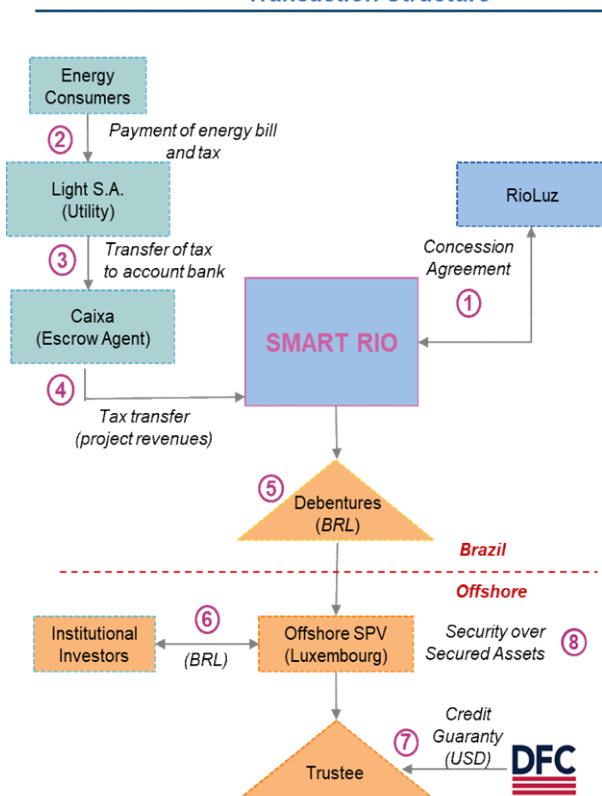 Transaction Structure
Energy
Consumers
2
Payment of energy bill
and tax
Light S.A.
(Utility)
RioLuz
3
Transfer of tax
to account bank
Concession
Agreement
1
Caixa
(Escrow Agent)
SMART RIO
4
Tax transfer
(project revenues)
5
Debentures
(BRL)
Brazil
Offshore
6
Institutional
Investors
(BRL)
Offshore SPV
(Luxembourg)
Security over
Secured Assets
8
7
Credit
Guaranty
(USD)
Trustee
DFC